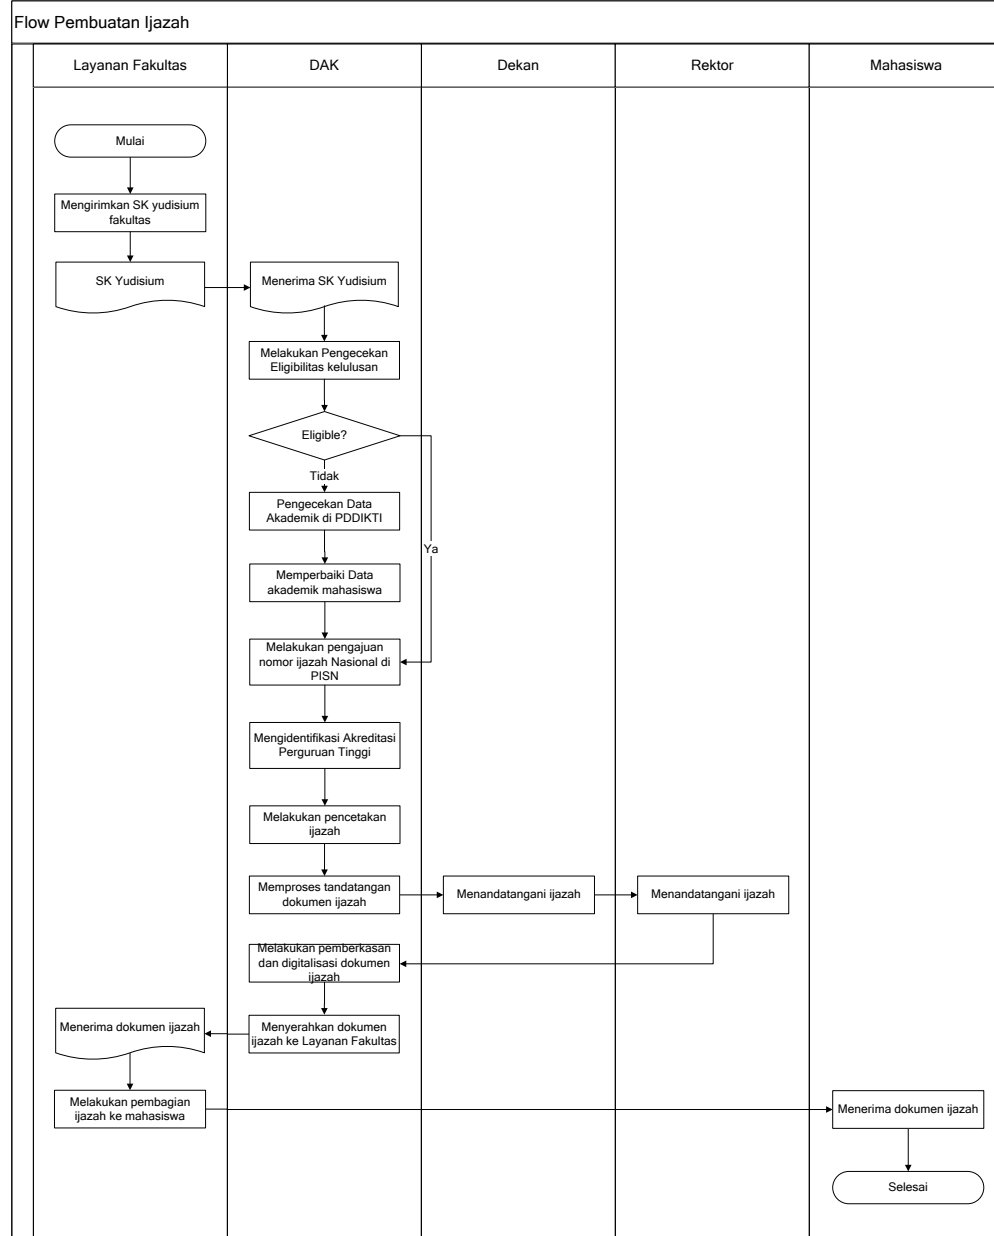 Flow Pembuatan Ijazah
Layanan Fakultas
DAK
Dekan
Rektor
Mahasiswa
Mulai
Mengirimkan SK yudisium
fakultas
SK Yudisium
Menerima SK Yudisium
Melakukan Pengecekan
Eligibilitas kelulusan
Eligible?
Tidak
Pengecekan Data
Akademik di PDDIKTI
Ya
Memperbaiki Data
akademik mahasiswa
Melakukan pengajuan
nomor ijazah Nasional di
PISN
Mengidentifikasi Akreditasi
Perguruan Tinggi
Melakukan pencetakan
ijazah
Memproses tandatangan
dokumen ijazah
Menandatangani ijazah
Menandatangani ijazah
Melakukan pemberkasan
dan digitalisasi dokumen
ijazah
Menyerahkan dokumen
ijazah ke Layanan Fakultas
Menerima dokumen ijazah
Melakukan pembagian
ijazah ke mahasiswa
Menerima dokumen ijazah
Selesai